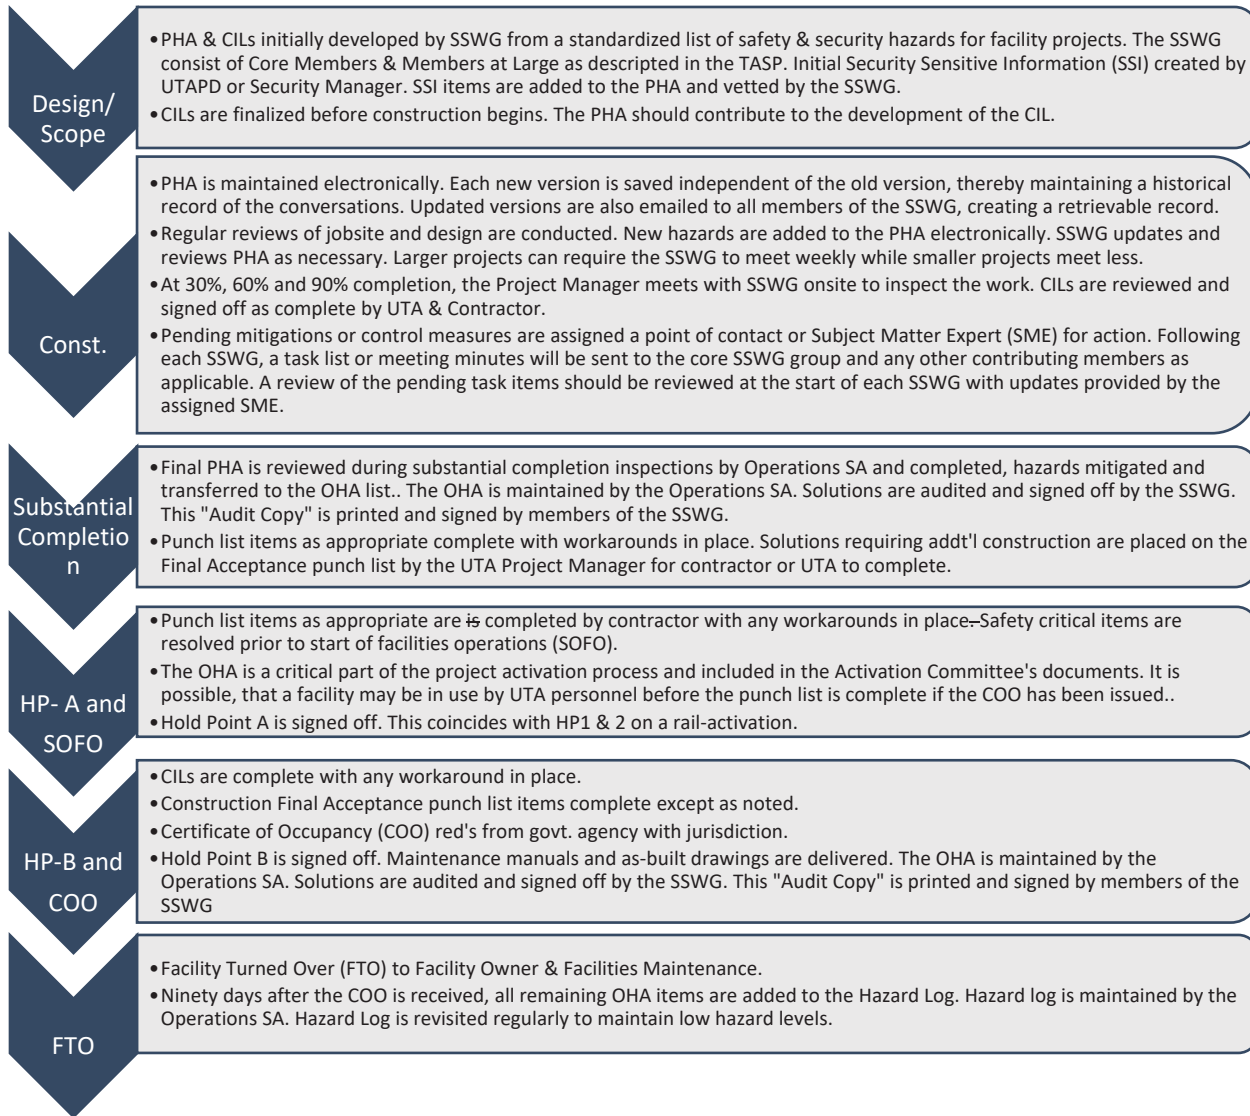 Design/
Scope
•PHA & CILs initially developed by SSWG from a standardized list of safety & security hazards for facility projects. The SSWG
consist of Core Members & Members at Large as descripted in the TASP. Initial Security Sensitive Information (SSI) created by
UTAPD or Security Manager. SSI items are added to the PHA and vetted by the SSWG.
•CILs are finalized before construction begins. The PHA should contribute to the development of the CIL.
Const.
•PHA is maintained electronically. Each new version is saved independent of the old version, thereby maintaining a historical
record of the conversations. Updated versions are also emailed to all members of the SSWG, creating a retrievable record.
•Regular reviews of jobsite and design are conducted. New hazards are added to the PHA electronically. SSWG updates and
reviews PHA as necessary. Larger projects can require the SSWG to meet weekly while smaller projects meet less.
•At 30%, 60% and 90% completion, the Project Manager meets with SSWG onsite to inspect the work. CILs are reviewed and
signed off as complete by UTA & Contractor.
•Pending mitigations or control measures are assigned a point of contact or Subject Matter Expert (SME) for action. Following
each SSWG, a task list or meeting minutes will be sent to the core SSWG group and any other contributing members as
applicable. A review of the pending task items should be reviewed at the start of each SSWG with updates provided by the
assigned SME.
Substantial
Completio
n
•Final PHA is reviewed during substantial completion inspections by Operations SA and completed, hazards mitigated and
transferred to the OHA list.. The OHA is maintained by the Operations SA. Solutions are audited and signed off by the SSWG.
This "Audit Copy" is printed and signed by members of the SSWG.
•Punch list items as appropriate complete with workarounds in place. Solutions requiring addt'l construction are placed on the
Final Acceptance punch list by the UTA Project Manager for contractor or UTA to complete.
HP- A and
SOFO
•Punch list items as appropriate are is completed by contractor with any workarounds in place. Safety critical items are
resolved prior to start of facilities operations (SOFO).
•The OHA is a critical part of the project activation process and included in the Activation Committee's documents. It is
possible, that a facility may be in use by UTA personnel before the punch list is complete if the COO has been issued..
•Hold Point A is signed off. This coincides with HP1 & 2 on a rail-activation.
HP-B and
COO
•CILs are complete with any workaround in place.
•Construction Final Acceptance punch list items complete except as noted.
•Certificate of Occupancy (COO) red's from govt. agency with jurisdiction.
•Hold Point B is signed off. Maintenance manuals and as-built drawings are delivered. The OHA is maintained by the
Operations SA. Solutions are audited and signed off by the SSWG. This "Audit Copy" is printed and signed by members of the
SSWG
FTO
•Facility Turned Over (FTO) to Facility Owner & Facilities Maintenance.
•Ninety days after the COO is received, all remaining OHA items are added to the Hazard Log. Hazard log is maintained by the
Operations SA. Hazard Log is revisited regularly to maintain low hazard levels.